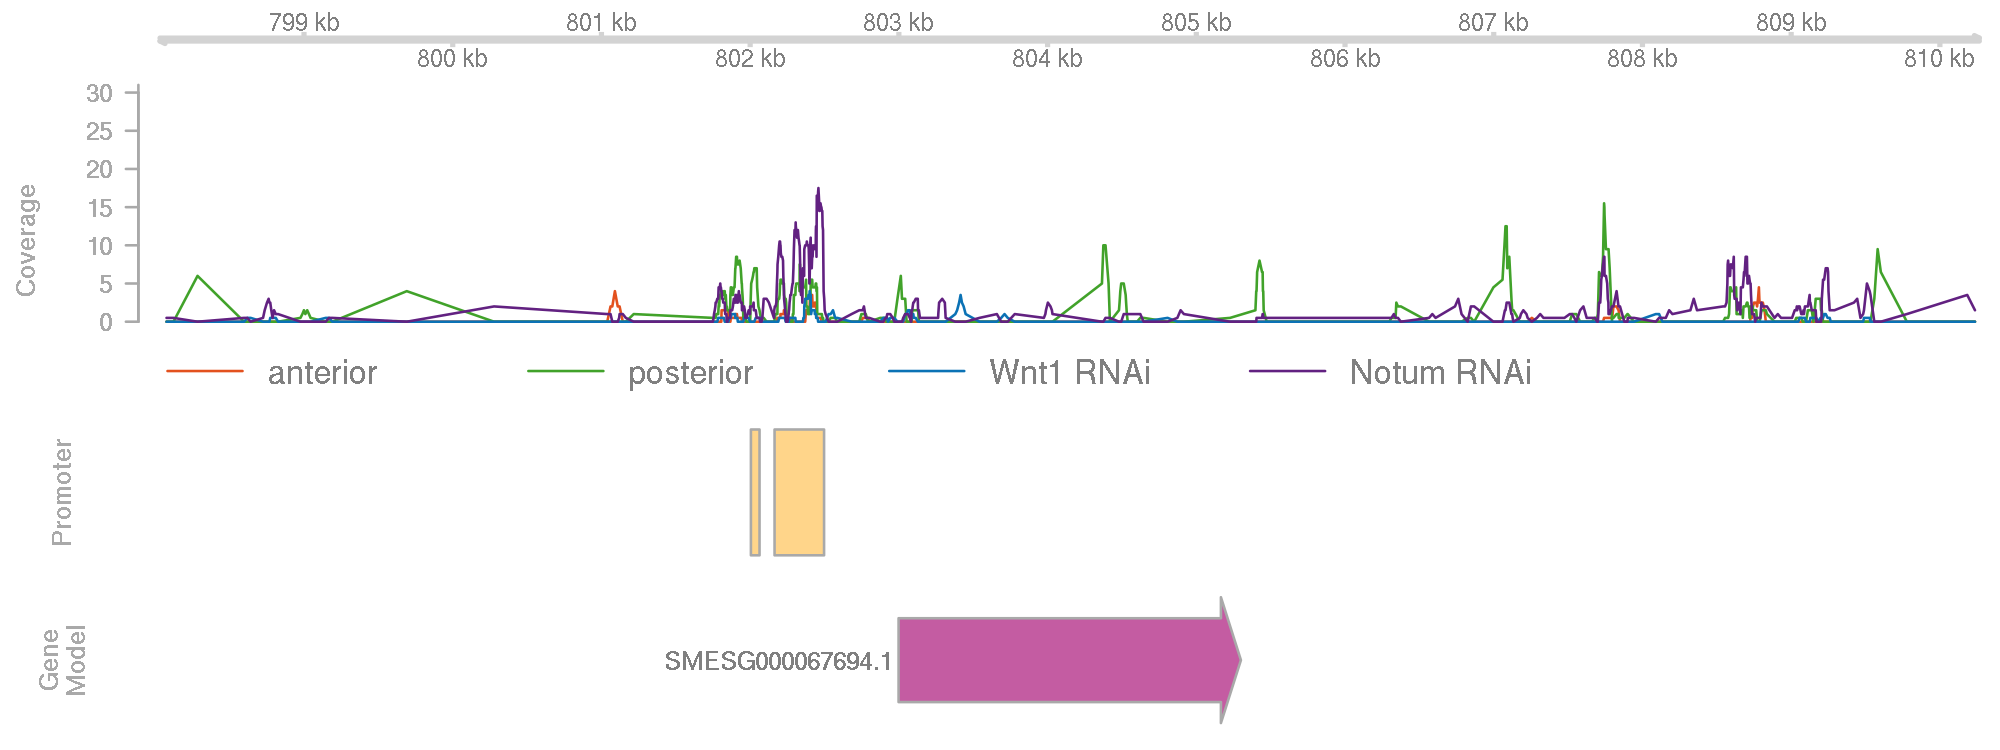 799 kb 801 kb 803 kb 805 kb 807 kb 809 kb
800 kb 802 kb 804 kb 806 kb 808 kb 810 kb
30
25
20
15
10
5
0
Coverage
anterior posterior Wnt1 RNAi Notum RNAi
Promoter
Gene
Model
SMESG000067694.1